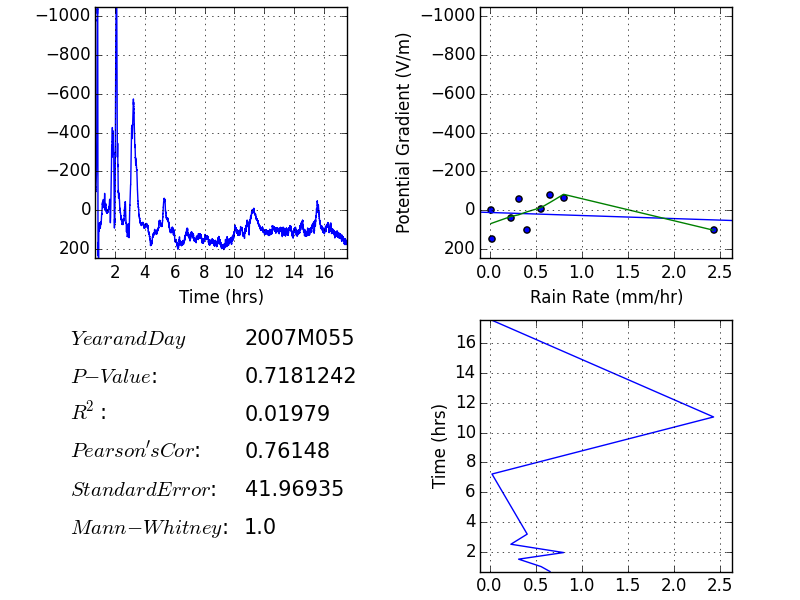 −1000
−800
−600
−400
−200
0
200
2 4 6 8 10 12 14 16
Time (hrs)
Potential Gradient (V/m)
−1000
−800
−600
−400
−200
0
200
0.0 0.5 1.0 1.5 2.0 2.5
Rain Rate (mm/hr)
YearandDay 2007M055
P−Value: 0.7181242
R²: 0.01979
Pearson'sCor: 0.76148
StandardError: 41.96935
Mann−Whitney: 1.0
Time (hrs)
16
14
12
10
8
6
4
2
0.0 0.5 1.0 1.5 2.0 2.5